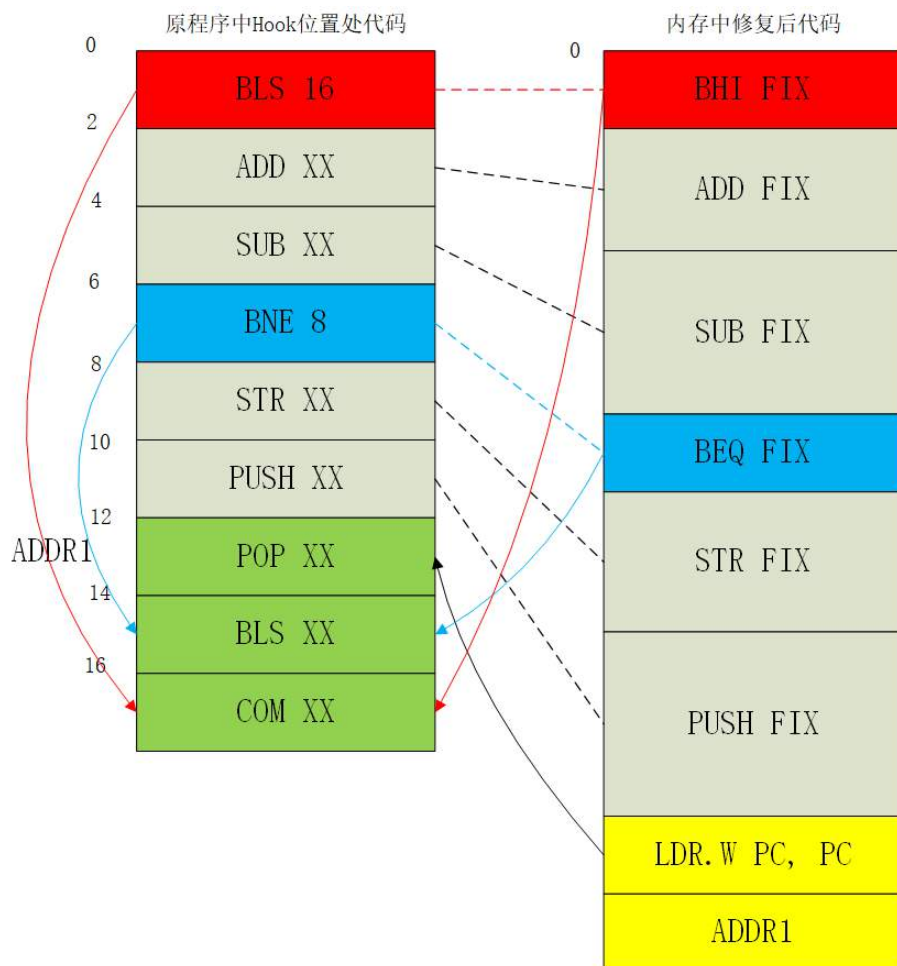 原程序中Hook位置处代码
内存中修复后代码
0
BLS 16
2
ADD XX
4
SUB XX
6
BNE 8
8
STR XX
10
PUSH XX
12
ADDR1
POP XX
14
BLS XX
16
COM XX
0
BHI FIX
ADD FIX
SUB FIX
BEQ FIX
STR FIX
PUSH FIX
LDR.W PC, PC
ADDR1